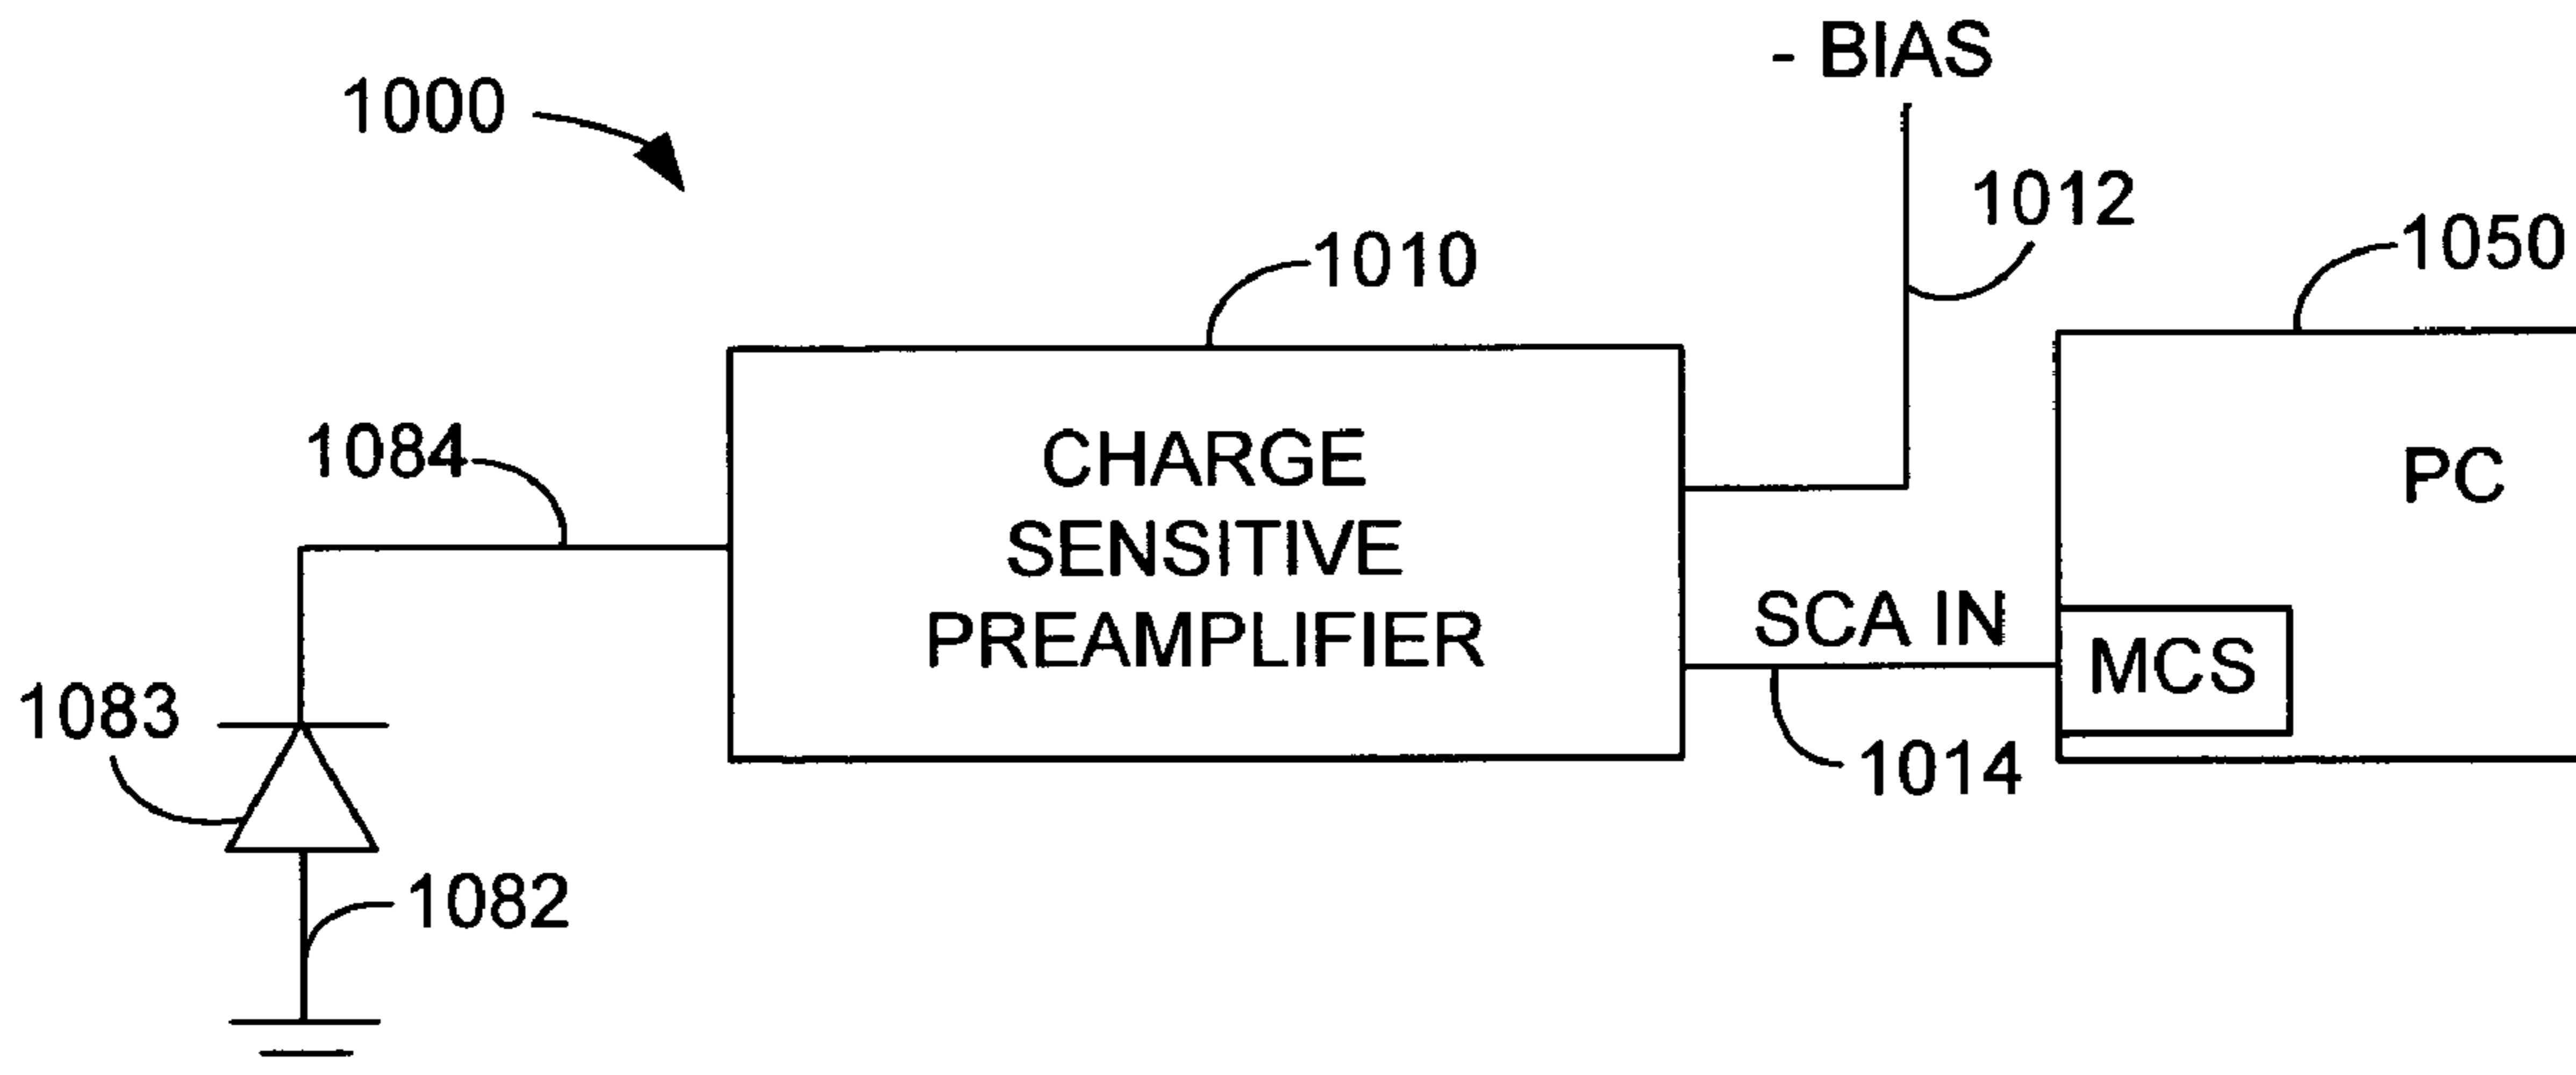 - BIAS
1000
1012
1050
1010
CHARGE
SENSITIVE
PREAMPLIFIER
1084
PC
SCA IN
MCS
1083
1014
1082